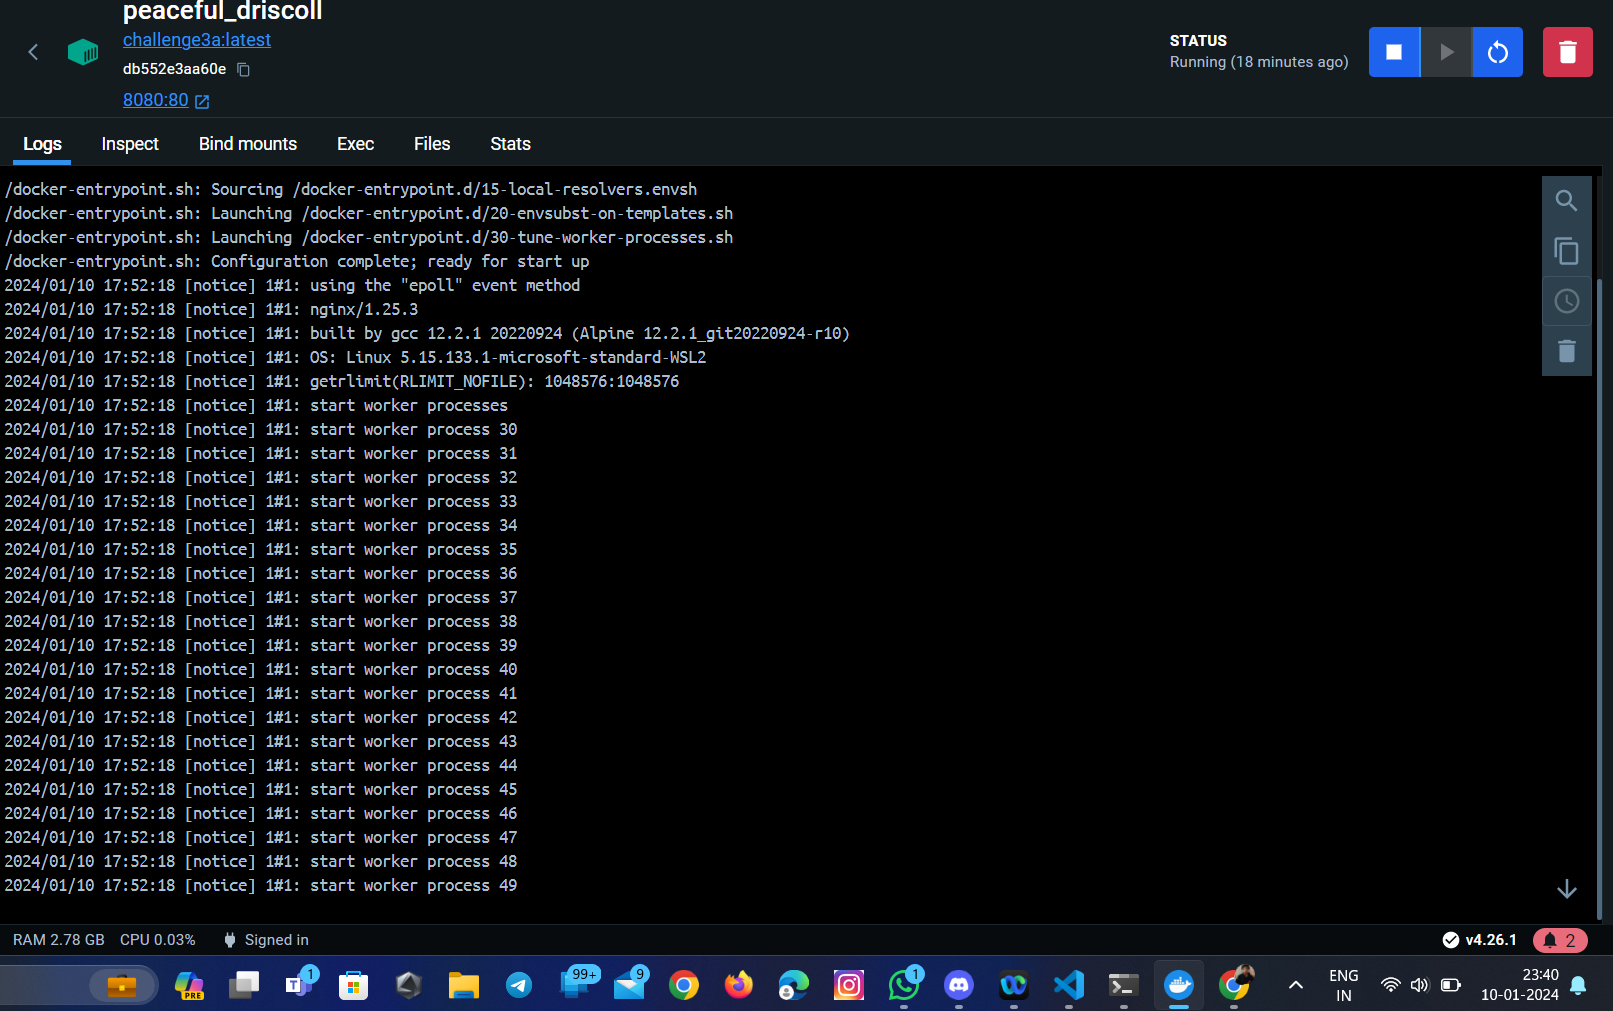 peaceful_driscoll
challenge3a:latest
db552e3aa60e
8080:80
STATUS
Running (18 minutes ago)
Logs Inspect Bind mounts Exec Files Stats
/docker-entrypoint.sh: Sourcing /docker-entrypoint.d/15-local-resolvers.envsh
/docker-entrypoint.sh: Launching /docker-entrypoint.d/20-envsubst-on-templates.sh
/docker-entrypoint.sh: Launching /docker-entrypoint.d/30-tune-worker-processes.sh
/docker-entrypoint.sh: Configuration complete; ready for start up
2024/01/10 17:52:18 [notice] 1#1: using the "epoll" event method
2024/01/10 17:52:18 [notice] 1#1: nginx/1.25.3
2024/01/10 17:52:18 [notice] 1#1: built by gcc 12.2.1 20220924 (Alpine 12.2.1_git20220924-r10)
2024/01/10 17:52:18 [notice] 1#1: OS: Linux 5.15.133.1-microsoft-standard-WSL2
2024/01/10 17:52:18 [notice] 1#1: getrlimit(RLIMIT_NOFILE): 1048576:1048576
2024/01/10 17:52:18 [notice] 1#1: start worker processes
2024/01/10 17:52:18 [notice] 1#1: start worker process 30
2024/01/10 17:52:18 [notice] 1#1: start worker process 31
2024/01/10 17:52:18 [notice] 1#1: start worker process 32
2024/01/10 17:52:18 [notice] 1#1: start worker process 33
2024/01/10 17:52:18 [notice] 1#1: start worker process 34
2024/01/10 17:52:18 [notice] 1#1: start worker process 35
2024/01/10 17:52:18 [notice] 1#1: start worker process 36
2024/01/10 17:52:18 [notice] 1#1: start worker process 37
2024/01/10 17:52:18 [notice] 1#1: start worker process 38
2024/01/10 17:52:18 [notice] 1#1: start worker process 39
2024/01/10 17:52:18 [notice] 1#1: start worker process 40
2024/01/10 17:52:18 [notice] 1#1: start worker process 41
2024/01/10 17:52:18 [notice] 1#1: start worker process 42
2024/01/10 17:52:18 [notice] 1#1: start worker process 43
2024/01/10 17:52:18 [notice] 1#1: start worker process 44
2024/01/10 17:52:18 [notice] 1#1: start worker process 45
2024/01/10 17:52:18 [notice] 1#1: start worker process 46
2024/01/10 17:52:18 [notice] 1#1: start worker process 47
2024/01/10 17:52:18 [notice] 1#1: start worker process 48
2024/01/10 17:52:18 [notice] 1#1: start worker process 49
RAM 2.78 GB CPU 0.03% Signed in v4.26.1 2
PRE T 1 99+ 9 1
ENG
IN
23:40
10-01-2024